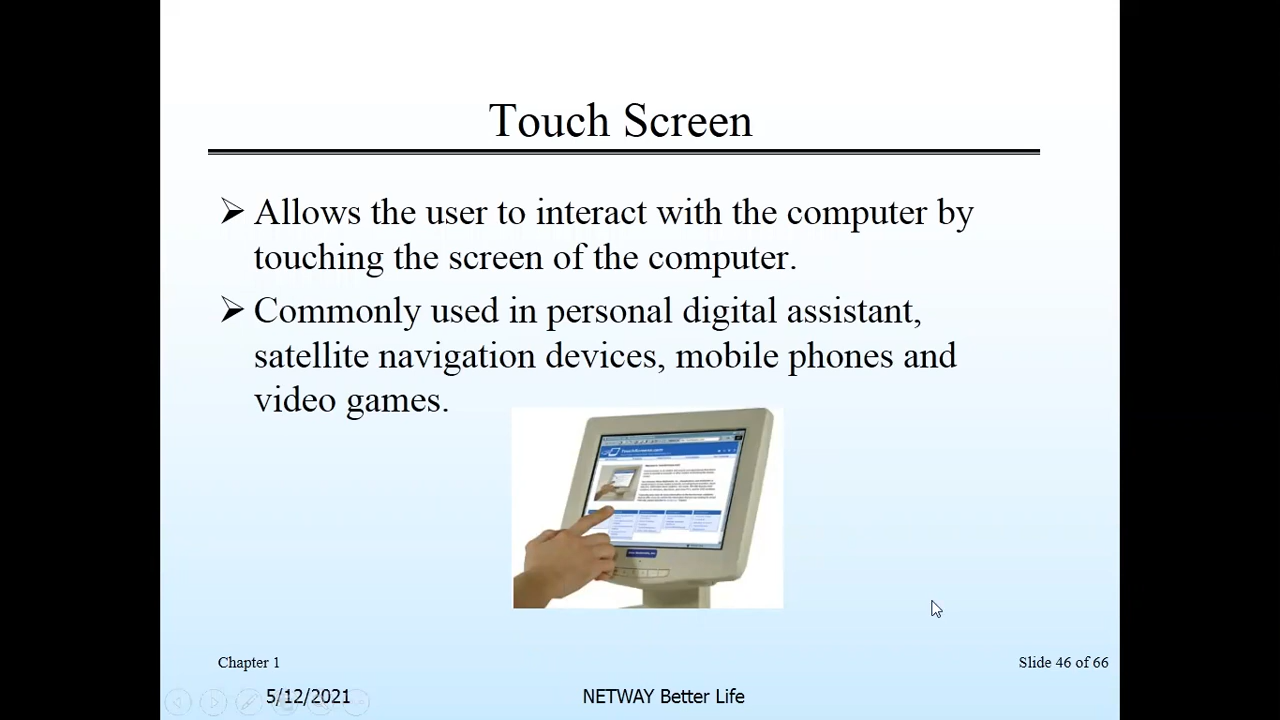 Touch Screen
Allows the user to interact with the computer by
touching the screen of the computer.
Commonly used in personal digital assistant,
satellite navigation devices, mobile phones and
video games.
Chapter 1
Slide 46 of 66
5/12/2021
NETWAY Better Life